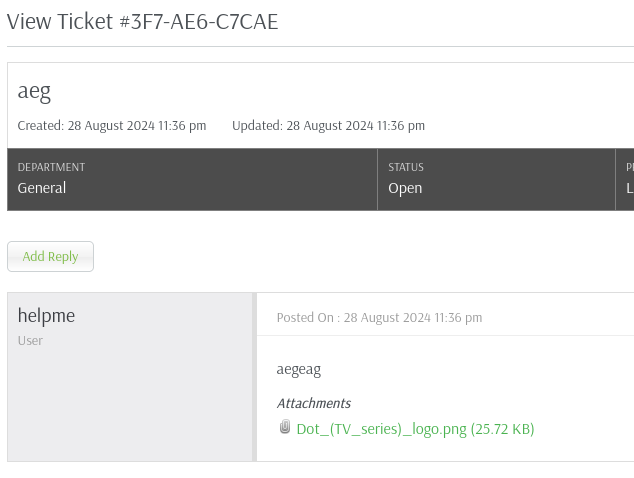 View Ticket #3F7-AE6-C7CAE
aeg
Created: 28 August 2024 11:36 pm Updated: 28 August 2024 11:36 pm
DEPARTMENT STATUS
General Open
Add Reply
helpme
User
Posted On : 28 August 2024 11:36 pm
aegeag
Attachments
Dot_(TV_series)_logo.png (25.72 KB)